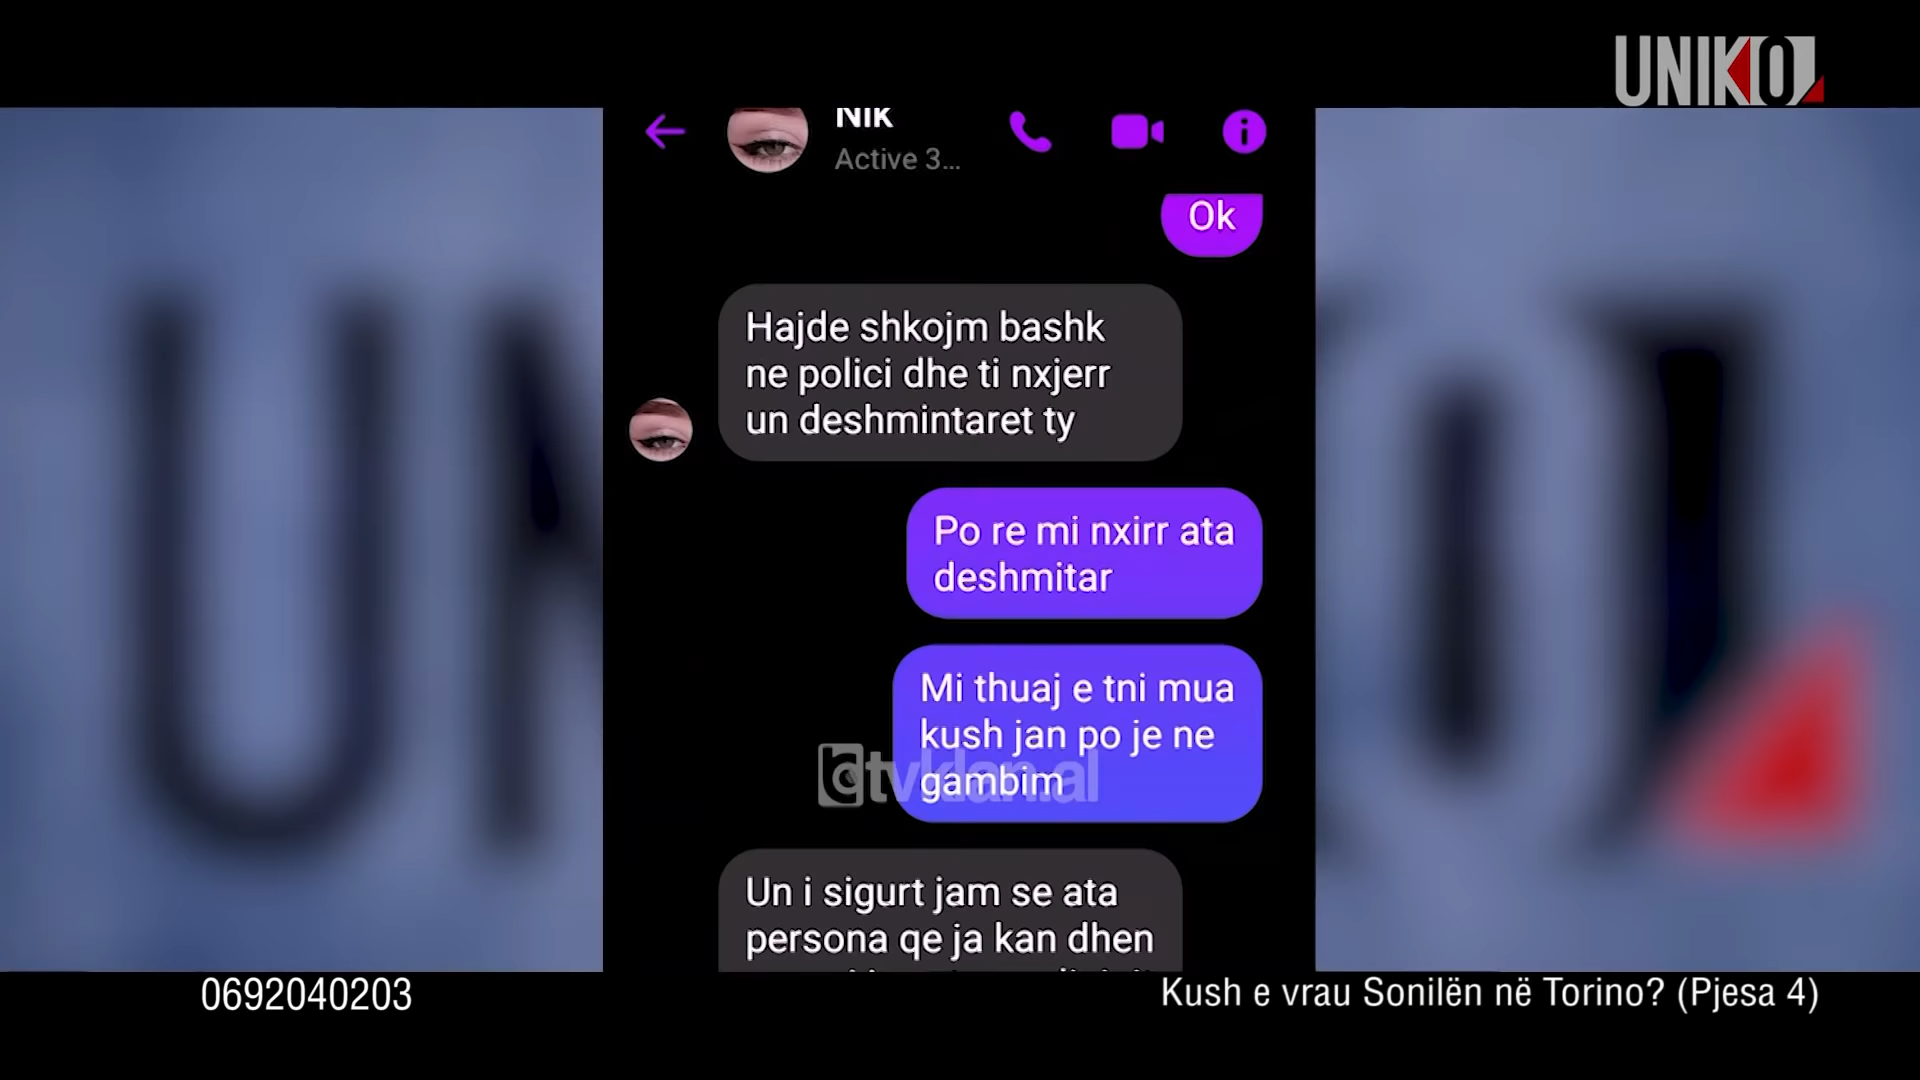 UNIKO
NIK
Active 3...
Ok
Hajde shkojm bashk
ne polici dhe ti nxjerr
un deshmintaret ty
Po re mi nxirr ata
deshmitar
Mi thuaj e tni mua
kush jan po je ne
gambim
tvklan.al
Un i sigurt jam se ata
persona qe ja kan dhen
0692040203
Kush e vrau Sonilën në Torino? (Pjesa 4)